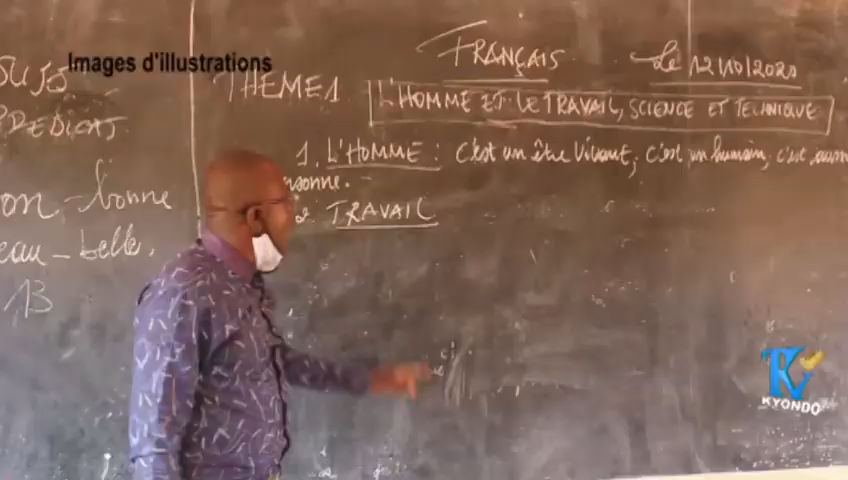 Images d'illustrations
FRANÇAIS
Le 12/10/2020
THEME 1 L'HOMME ET LE TRAVAIL, SCIENCE ET TECHNIQUE
1. L'HOMME : c'est un être vivant, c'est un humain, c'est
2. TRAVAIL
PREDICAT
bonne
belle.
13
KYONDO